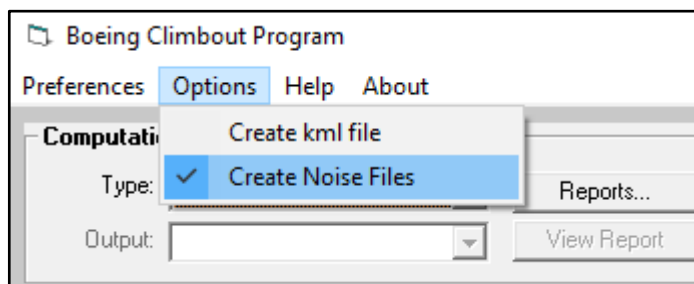 Boeing Climbout Program
Preferences Options Help About
Create kml file
Create Noise Files
Computati
Type:
Reports...
Output:
View Report